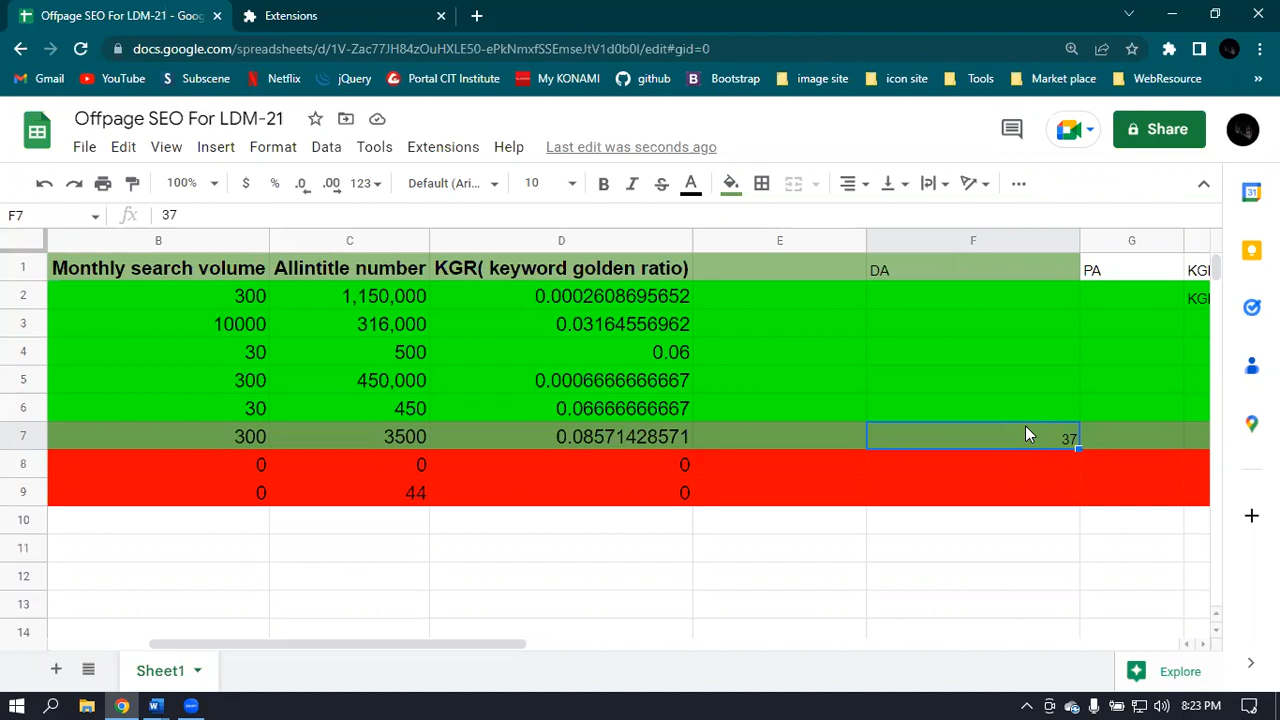 Offpage SEO For LDM-21 - Goog
Extensions
docs.google.com/spreadsheets/d/1V-Zac77JH84zOuHXLE50-ePkNmxfSSEmseJtV1d0b0I/edit#gid=0
Gmail YouTube Subscene Netflix jQuery Portal CIT Institute My KONAMI github Bootstrap image site icon site Tools Market place WebResource
Offpage SEO For LDM-21
Share
File Edit View Insert Format Data Tools Extensions Help Last edit was seconds ago
100% $ % .0 .00 123 Default (Ari... 10
F7 fx 37
B C D E F G
1 Monthly search volume Allintitle number KGR( keyword golden ratio) DA PA KGI
2 300 1,150,000 0.0002608695652 KGI
3 10000 316,000 0.03164556962
4 30 500 0.06
5 300 450,000 0.0006666666667
6 30 450 0.06666666667
7 300 3500 0.08571428571 37
8 0 0 0
9 0 44 0
10
11
12
13
14
Sheet1
Explore
8:23 PM